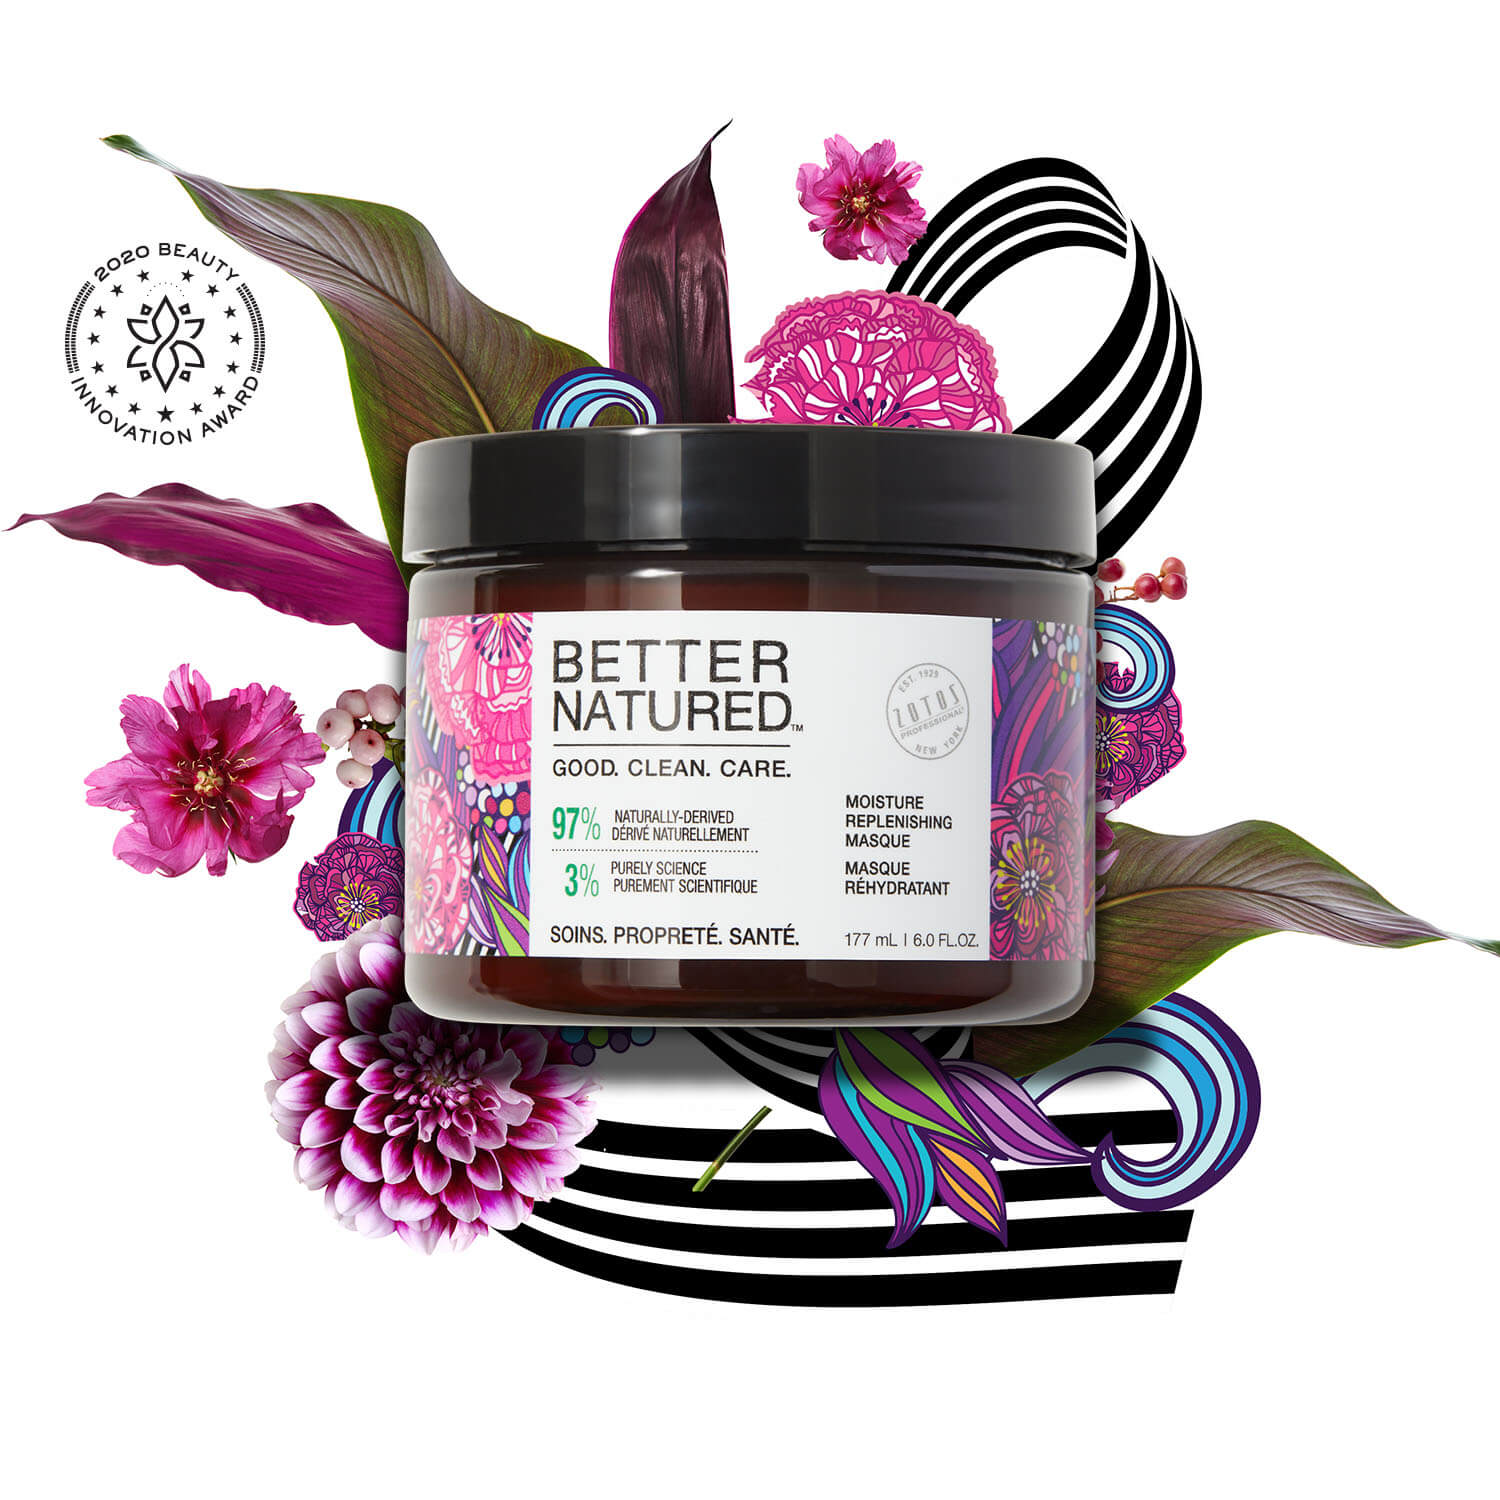 2020 BEAUTY
INNOVATION AWARD
BETTER
NATURED™
GOOD. CLEAN. CARE.
97% NATURALLY-DERIVED
DÉRIVÉ NATURELLEMENT
3% PURELY SCIENCE
PUREMENT SCIENTIFIQUE
SOINS. PROPRETÉ. SANTÉ.
EST. 1929
ZOTOS
PROFESSIONAL®
NEW YORK
MOISTURE
REPLENISHING
MASQUE
MASQUE
RÉHYDRATANT
177 mL | 6.0 FL.OZ.